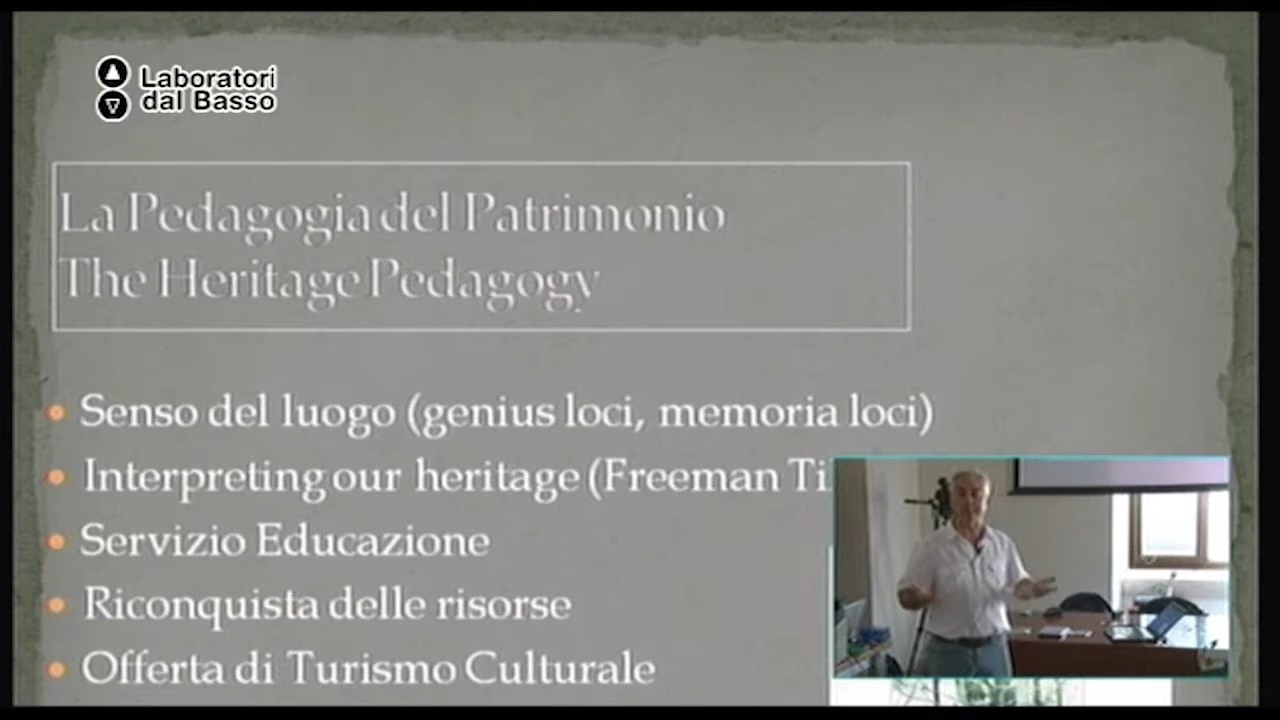 Laboratori
dal Basso
La Pedagogia del Patrimonio
The Heritage Pedagogy
Senso del luogo (genius loci, memoria loci)
Interpreting our heritage (Freeman
Servizio Educazione
Riconquista delle risorse
Offerta di Turismo Culturale